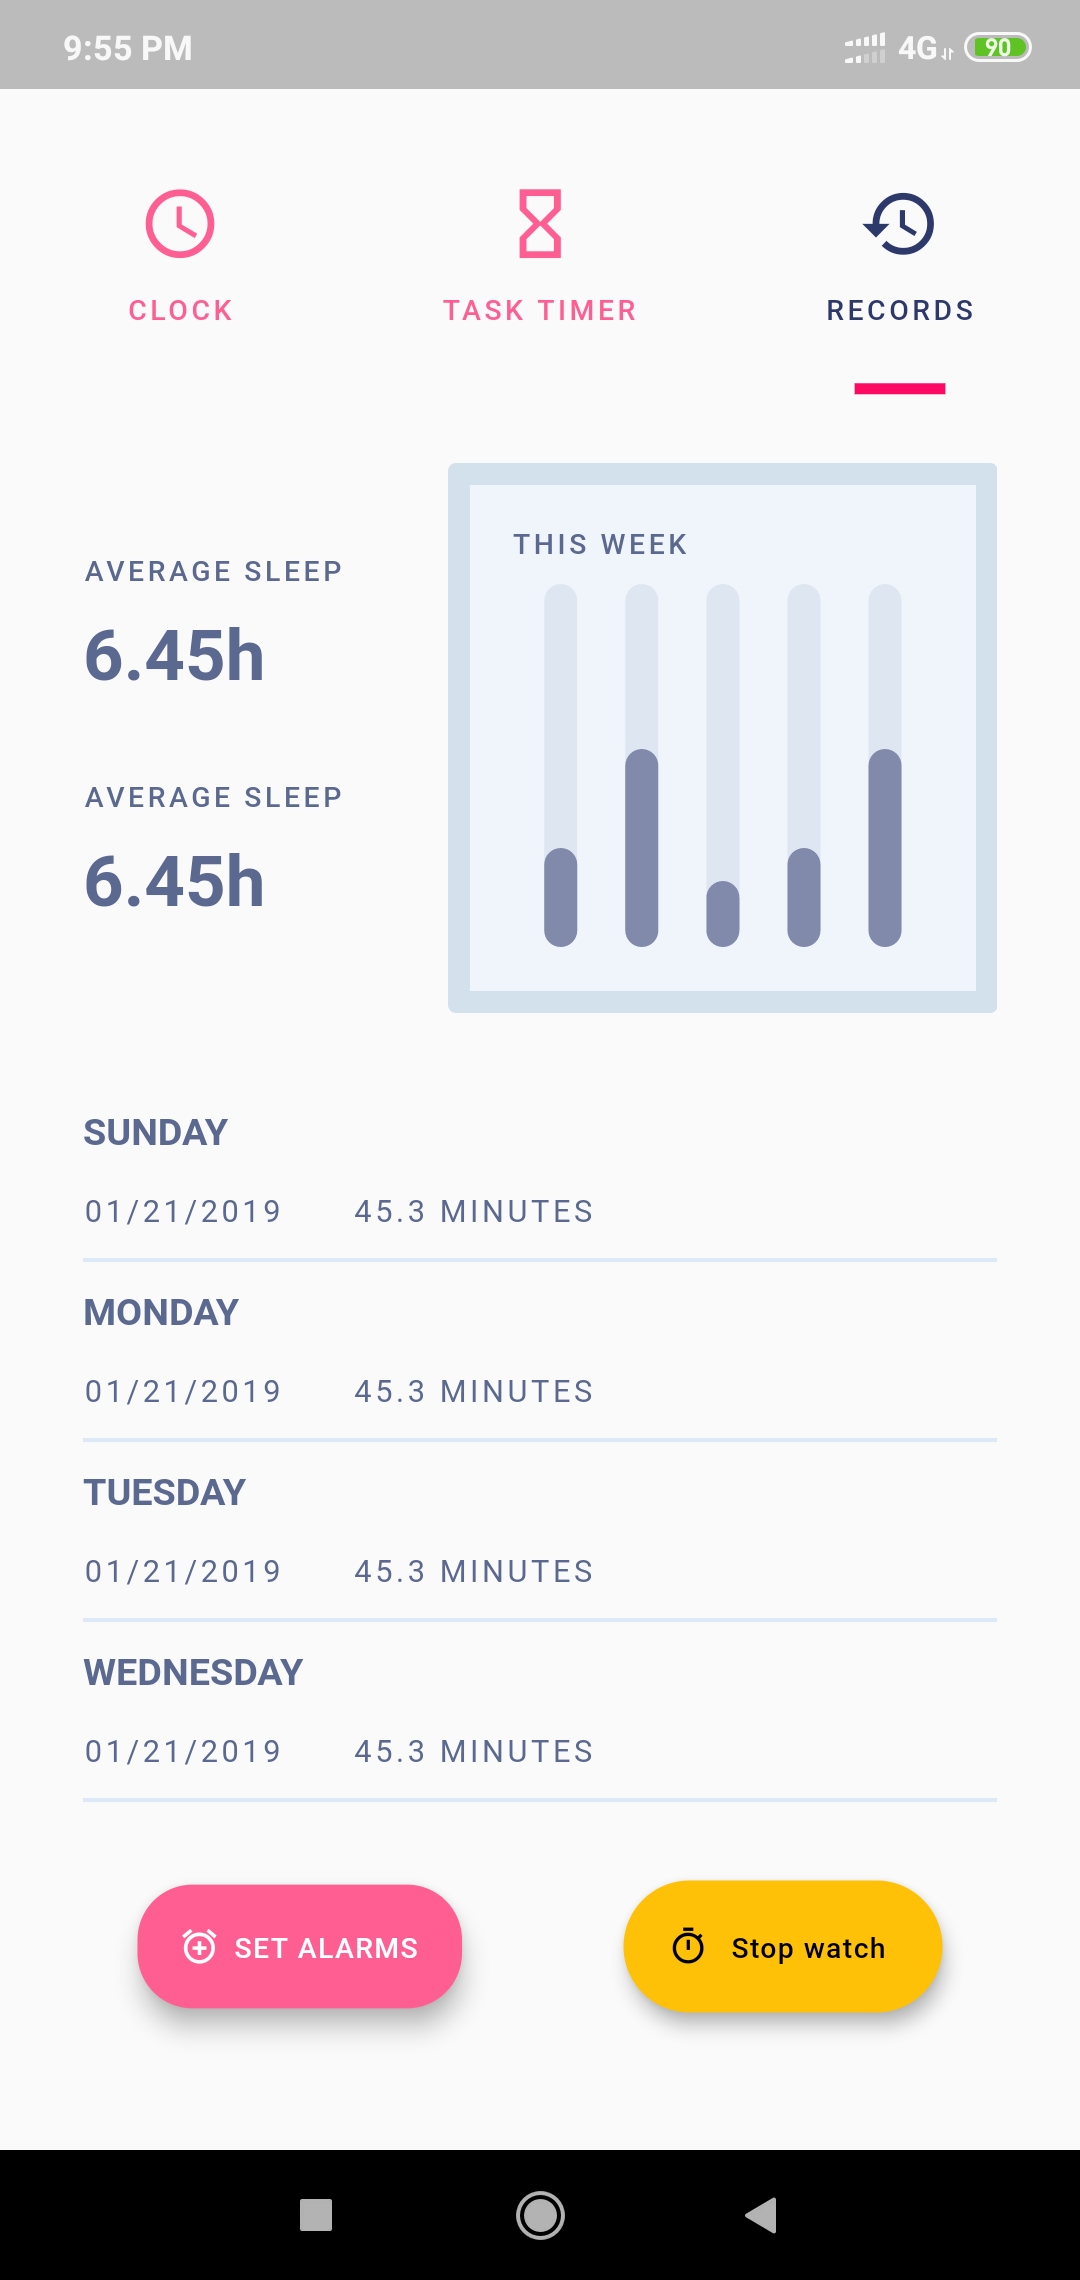 9:55 PM 4G 90
CLOCK TASK TIMER RECORDS
THIS WEEK
AVERAGE SLEEP
6.45h
AVERAGE SLEEP
6.45h
SUNDAY
01/21/2019 45.3 MINUTES
MONDAY
01/21/2019 45.3 MINUTES
TUESDAY
01/21/2019 45.3 MINUTES
WEDNESDAY
01/21/2019 45.3 MINUTES
SET ALARMS Stop watch